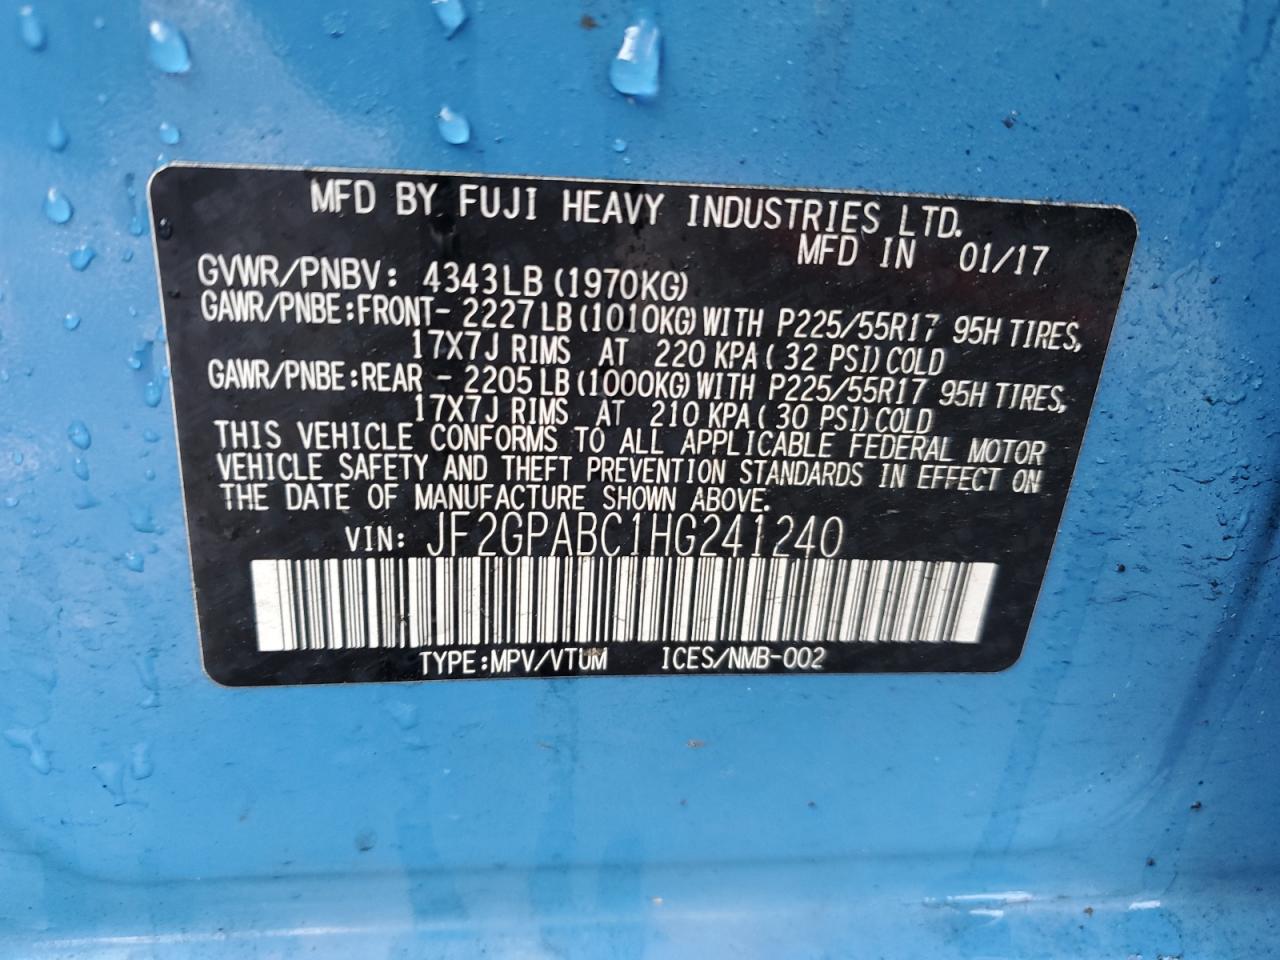 MFD BY FUJI HEAVY INDUSTRIES LTD.
MFD IN 01/17
GVWR/PNBV: 4343LB (1970KG)
GAWR/PNBE:FRONT- 2227LB (1010KG) WITH P225/55R17 95H TIRES,
17X7J RIMS AT 220 KPA ( 32 PSI) COLD
GAWR/PNBE:REAR - 2205LB (1000KG) WITH P225/55R17 95H TIRES,
17X7J RIMS AT 210 KPA ( 30 PSI) COLD
THIS VEHICLE CONFORMS TO ALL APPLICABLE FEDERAL MOTOR
VEHICLE SAFETY AND THEFT PREVENTION STANDARDS IN EFFECT ON
THE DATE OF MANUFACTURE SHOWN ABOVE.
VIN: JF2GPABC1HG241240
TYPE:MPV/VTUM ICES/NMB-002